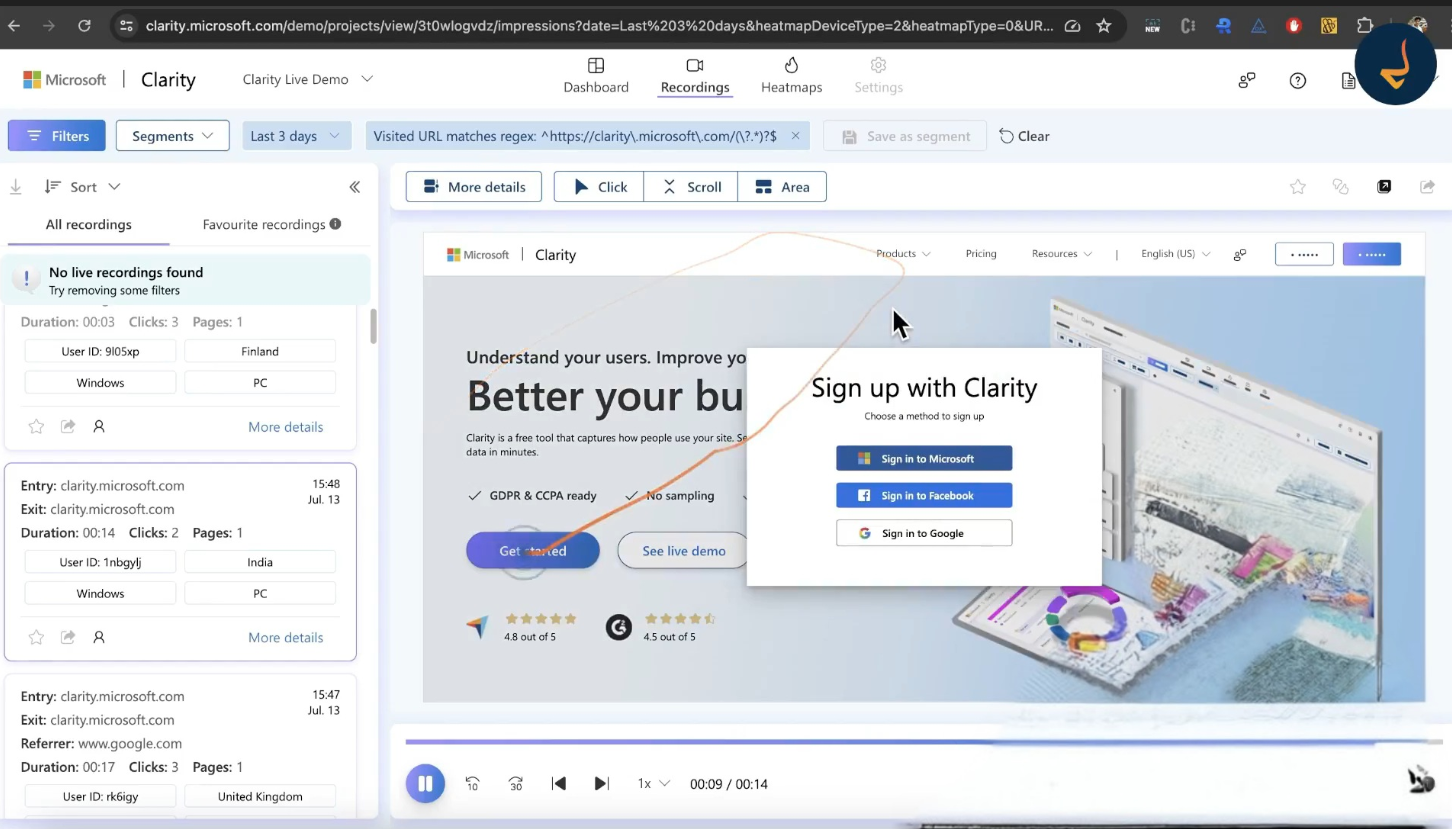 clarity.microsoft.com/demo/projects/view/3t0wlogvdz/impressions?date=Last%203%20days&heatmapDeviceType=2&heatmapType=0&UR...
NEW
Microsoft | Clarity
Clarity Live Demo
Dashboard
Recordings
Heatmaps
Settings
Filters
Segments
Last 3 days
Visited URL matches regex: ^https://clarity\.microsoft\.com/(\?.*)?$
Save as segment
Clear
Sort
More details
Click
Scroll
Area
All recordings
Favourite recordings
No live recordings found
Try removing some filters
Duration: 00:03 Clicks: 3 Pages: 1
User ID: 9l05xp
Finland
Windows
PC
More details
Entry: clarity.microsoft.com
15:48
Jul. 13
Exit: clarity.microsoft.com
Duration: 00:14 Clicks: 2 Pages: 1
User ID: 1nbgylj
India
Windows
PC
More details
Entry: clarity.microsoft.com
15:47
Jul. 13
Exit: clarity.microsoft.com
Referrer: www.google.com
Duration: 00:17 Clicks: 3 Pages: 1
User ID: rk6igy
United Kingdom
Microsoft | Clarity
Products
Pricing
Resources
|
English (US)
Understand your users. Improve yo
Better your bu
Clarity is a free tool that captures how people use your site. Se
data in minutes.
GDPR & CCPA ready
No sampling
Get started
See live demo
4.8 out of 5
4.5 out of 5
Sign up with Clarity
Choose a method to sign up
Sign in to Microsoft
Sign in to Facebook
Sign in to Google
10
30
1x
00:09 / 00:14